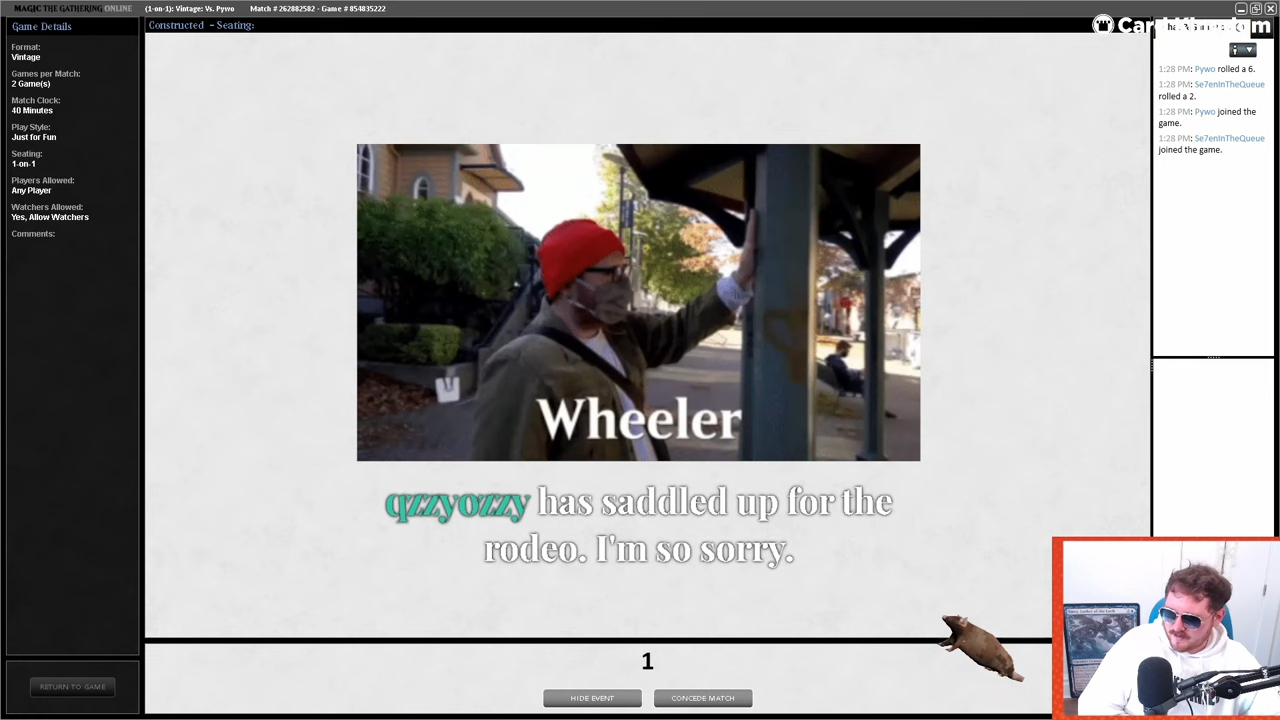 MAGIC THE GATHERING ONLINE
(1-on-1): Vintage: Vs. Pywo
Match # 262882582 - Game # 854835222
Game Details
Format:
Vintage
Games per Match:
2 Game(s)
Match Clock:
40 Minutes
Play Style:
Just for Fun
Seating:
1-on-1
Players Allowed:
Any Player
Watchers Allowed:
Yes, Allow Watchers
Comments:
RETURN TO GAME
Constructed - Seating:
Wheeler
qzzyozzy has saddled up for the
rodeo. I'm so sorry.
1
HIDE EVENT
CONCEDE MATCH
1:28 PM: Pywo rolled a 6.
1:28 PM: Se7enInTheQueue
rolled a 2.
1:28 PM: Pywo joined the
game.
1:28 PM: Se7enInTheQueue
joined the game.